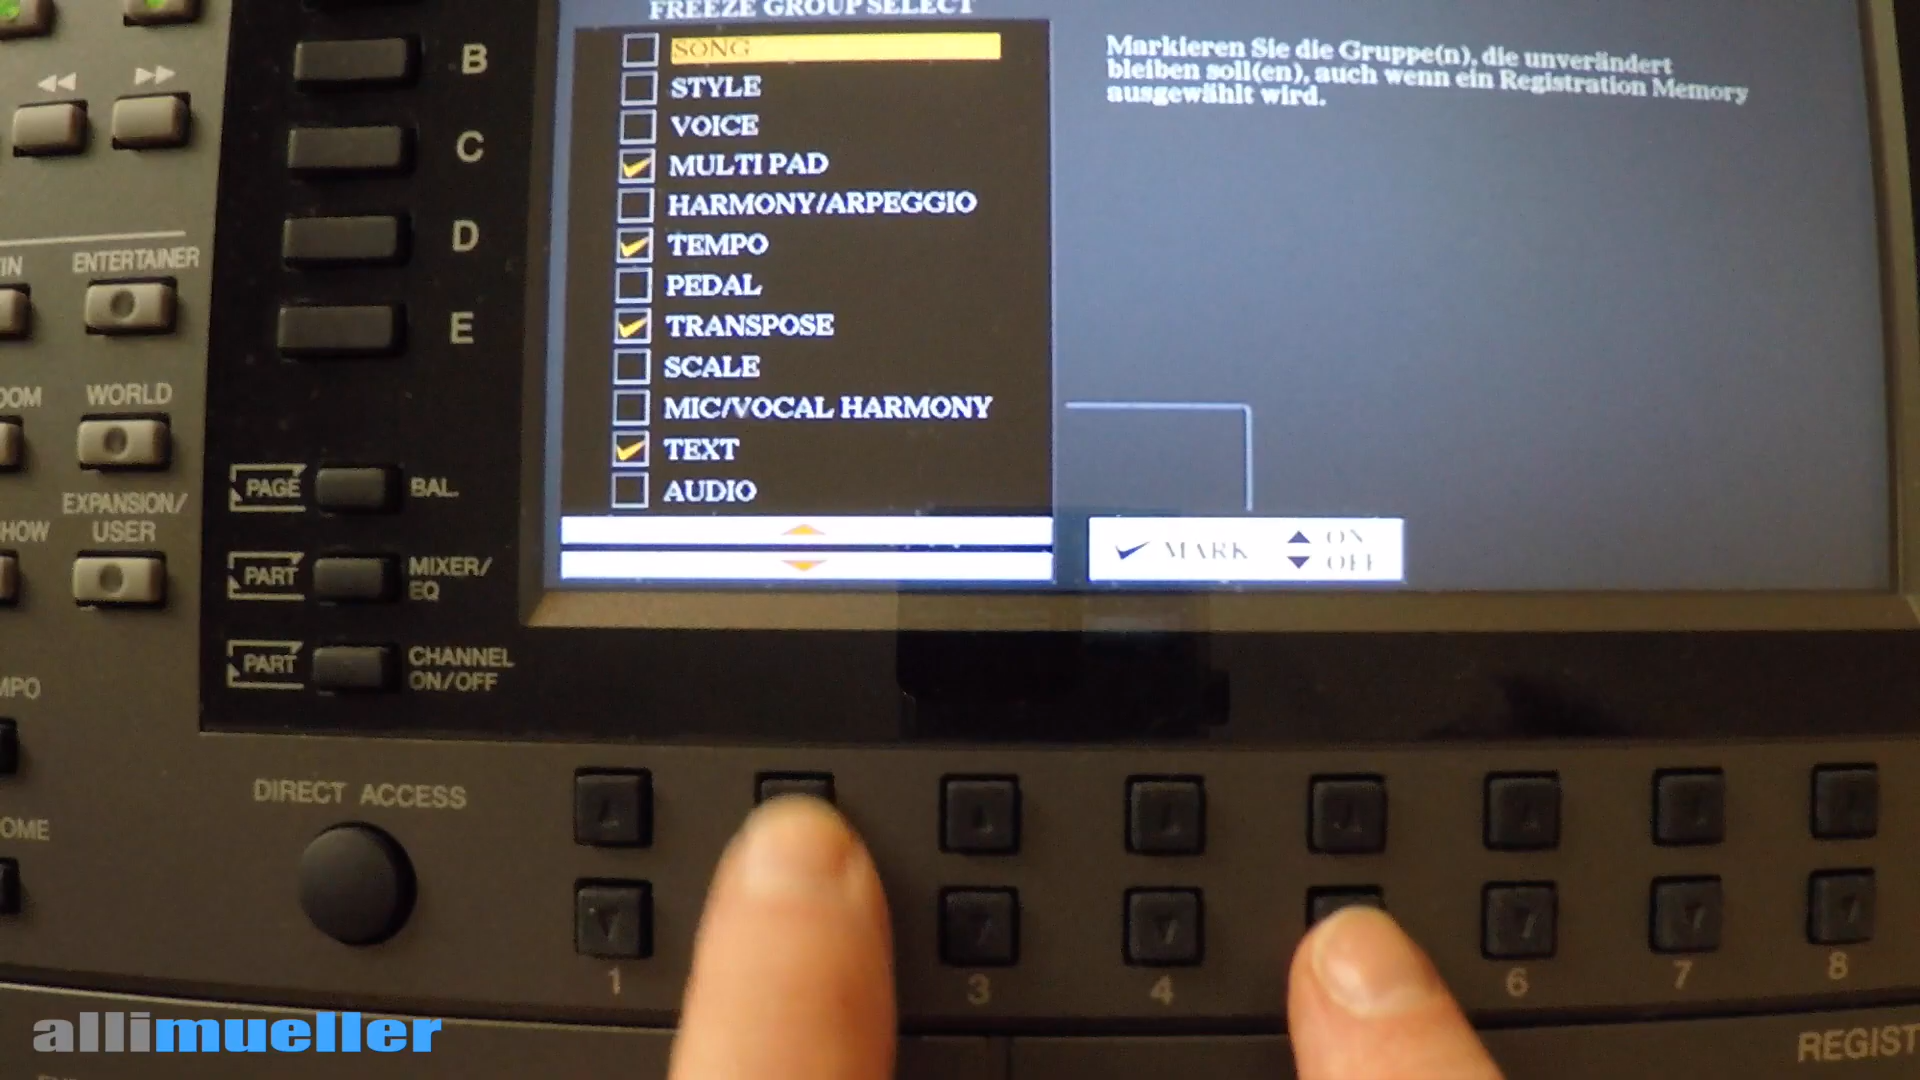 FREEZE GROUP SELECT
SONG
STYLE
VOICE
MULTI PAD
HARMONY/ARPEGGIO
TEMPO
PEDAL
TRANSPOSE
SCALE
MIC/VOCAL HARMONY
TEXT
AUDIO
Markieren Sie die Gruppe(n), die unverändert
bleiben soll(en), auch wenn ein Registration Memory
ausgewählt wird.
MARK
ON
OFF
B
C
D
E
ENTERTAINER
WORLD
EXPANSION/
USER
PAGE
BAL.
PART
MIXER/
EQ
PART
CHANNEL
ON/OFF
DIRECT ACCESS
1
3
4
6
7
8
REGIST
allimueller